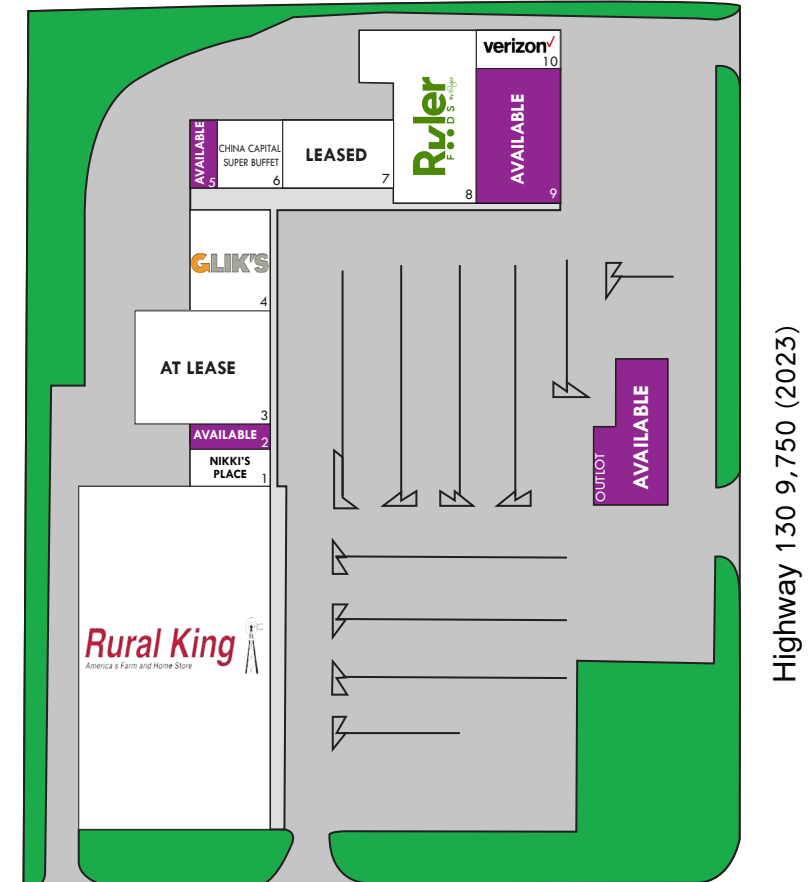 verizon✓
10
Ruler
FOODS
AVAILABLE
8
9
AVAILABLE
5
CHINA CAPITAL
SUPER BUFFET
6
LEASED
7
GLIK'S
4
AT LEASE
3
AVAILABLE 2
NIKKI'S
PLACE
1
OUTLOT
AVAILABLE
Rural King
America s Farm and Home Store
Highway 130 9,750 (2023)